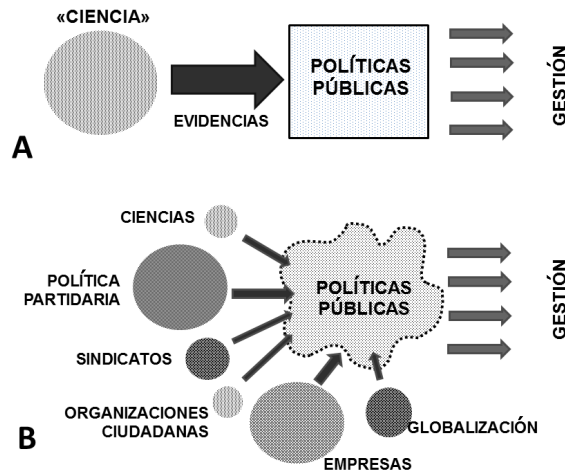 «CIENCIA»
EVIDENCIAS
POLÍTICAS
PÚBLICAS
GESTIÓN
A
CIENCIAS
POLÍTICA
PARTIDARIA
SINDICATOS
ORGANIZACIONES
CIUDADANAS
EMPRESAS
GLOBALIZACIÓN
POLÍTICAS
PÚBLICAS
GESTIÓN
B